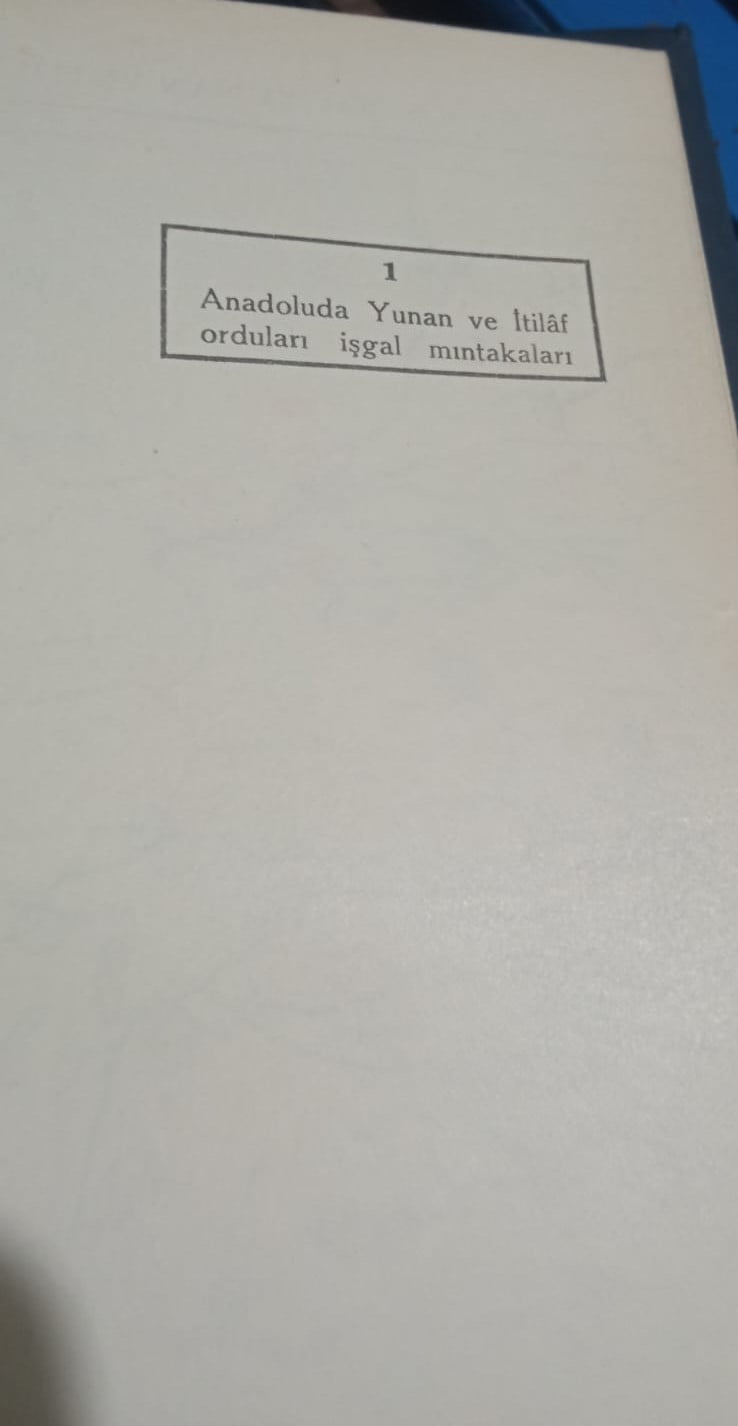 1
Anadoluda Yunan ve İtilâf
orduları işgal mıntakaları